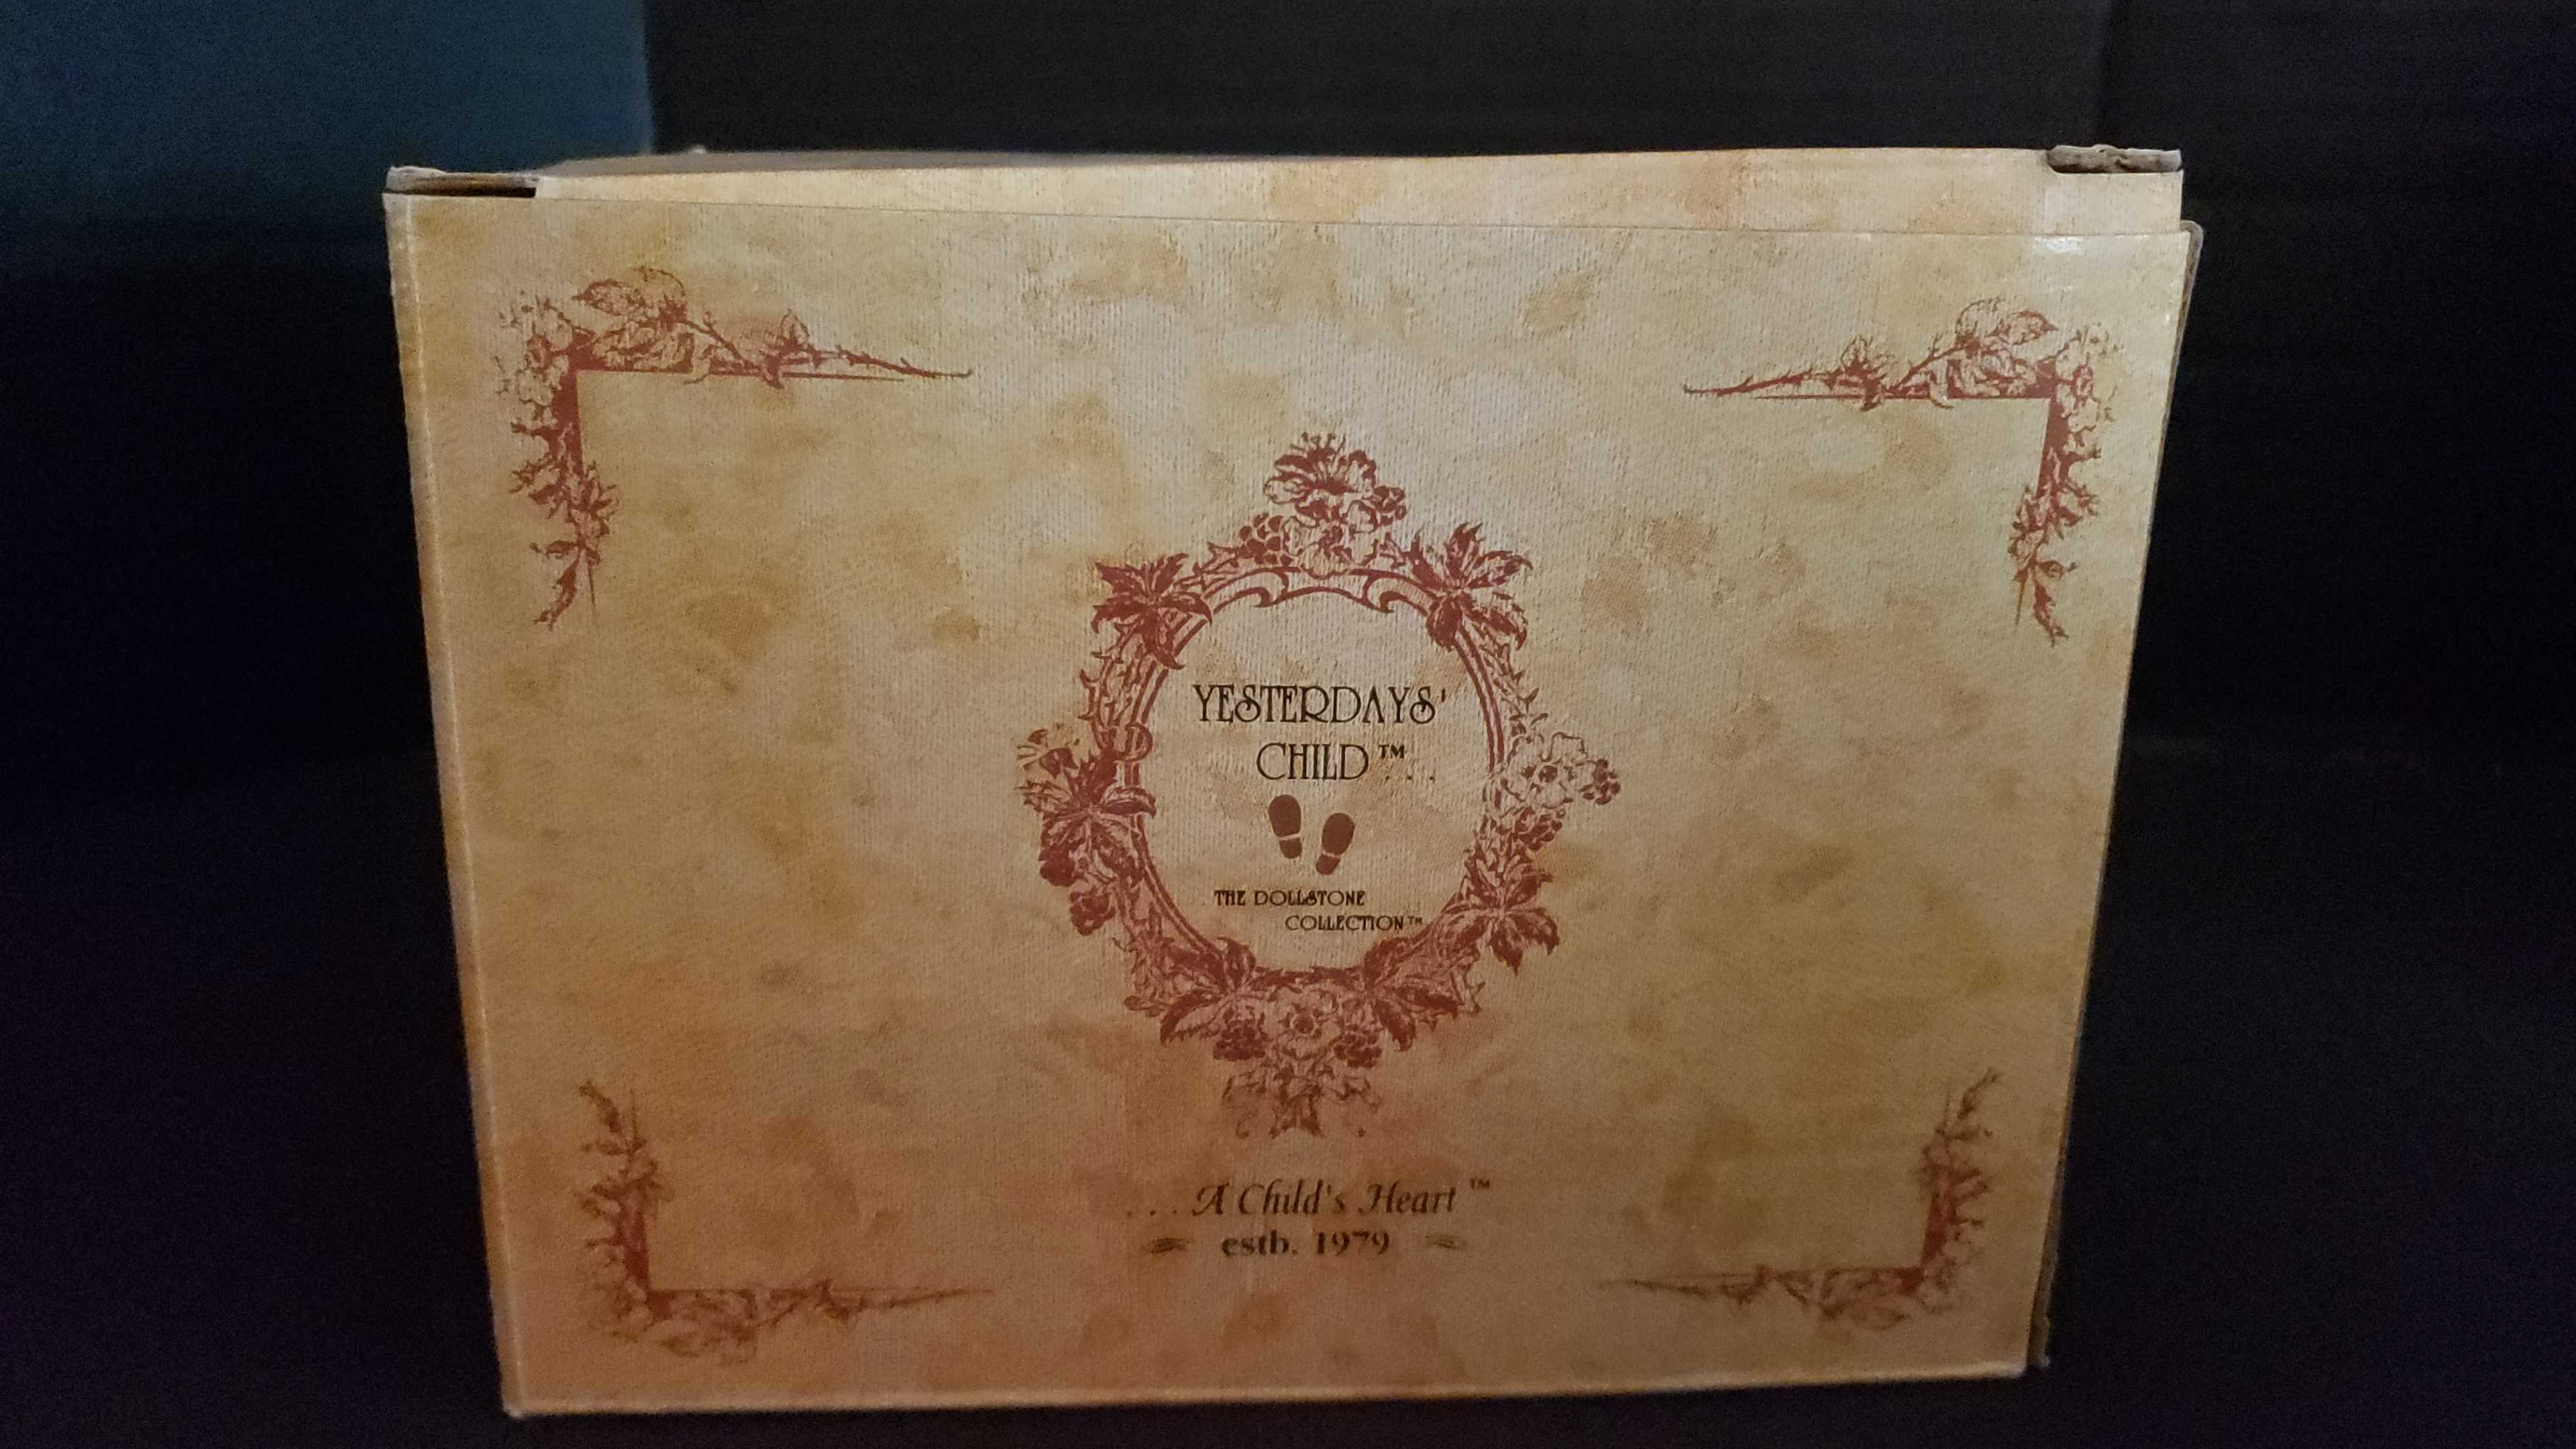 YESTERDAYS'
CHILD™...
THE DOLLSTONE
COLLECTION™
...A Child's Heart™
estb. 1979